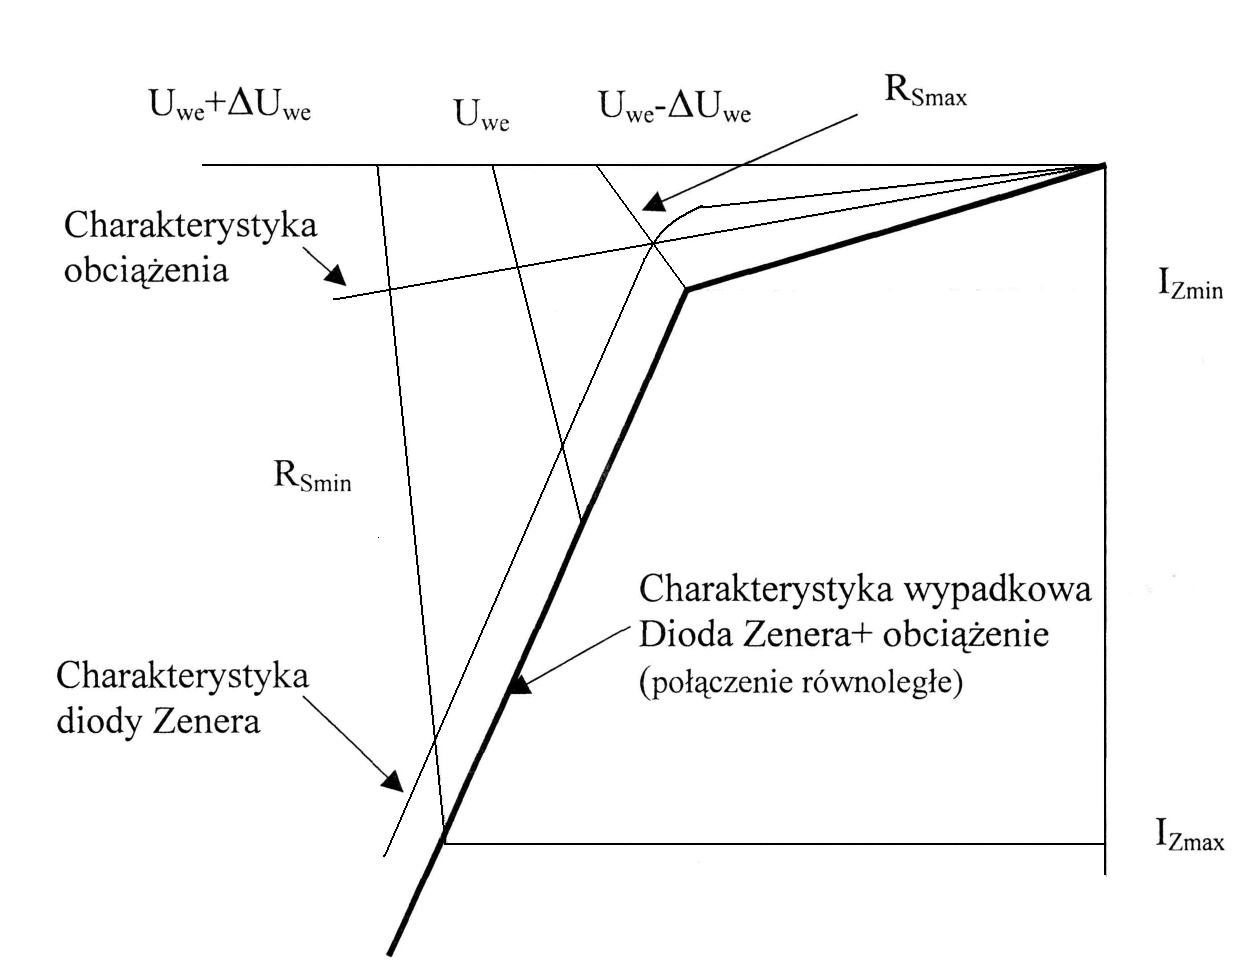 U_we+ΔU_we
U_we
U_we-ΔU_we
R_Smax
Charakterystyka
obciążenia
I_Zmin
R_Smin
Charakterystyka wypadkowa
Dioda Zenera+ obciążenie
(połączenie równoległe)
Charakterystyka
diody Zenera
I_Zmax